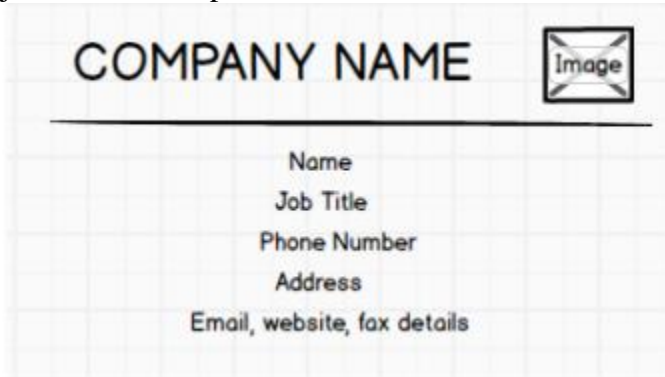 COMPANY NAME
Image
Name
Job Title
Phone Number
Address
Email, website, fax details